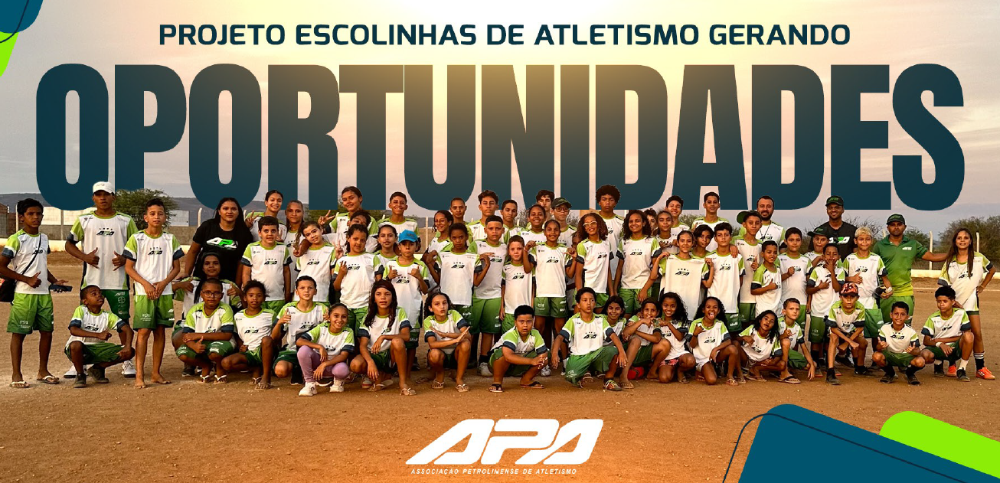 PROJETO ESCOLINHAS DE ATLETISMO GERANDO
OPORTUNIDADES
APA
ASSOCIAÇÃO PETROLINENSE DE ATLETISMO